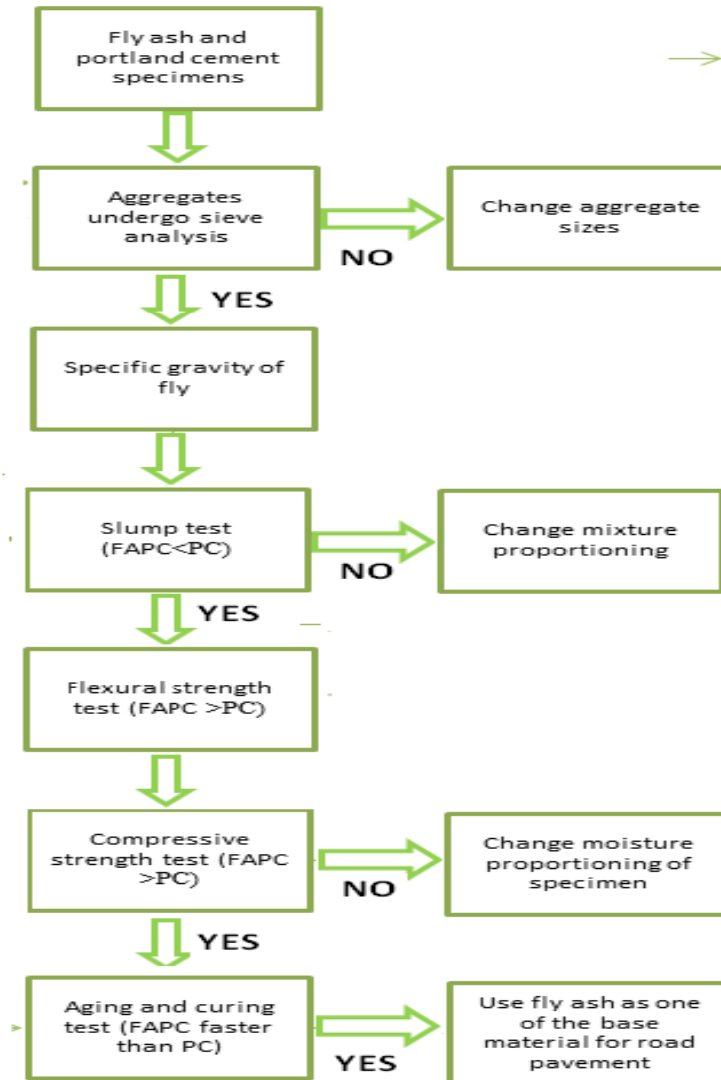 Fly ash and
portland cement
specimens
Aggregates
undergo sieve
analysis
NO
Change aggregate
sizes
YES
Specific gravity of
fly
Slump test
(FAPC<PC)
NO
Change mixture
proportioning
YES
Flexural strength
test (FAPC >PC)
Compressive
strength test (FAPC
>PC)
NO
Change moisture
proportioning of
specimen
YES
Aging and curing
test (FAPC faster
than PC)
YES
Use fly ash as one
of the base
material for road
pavement